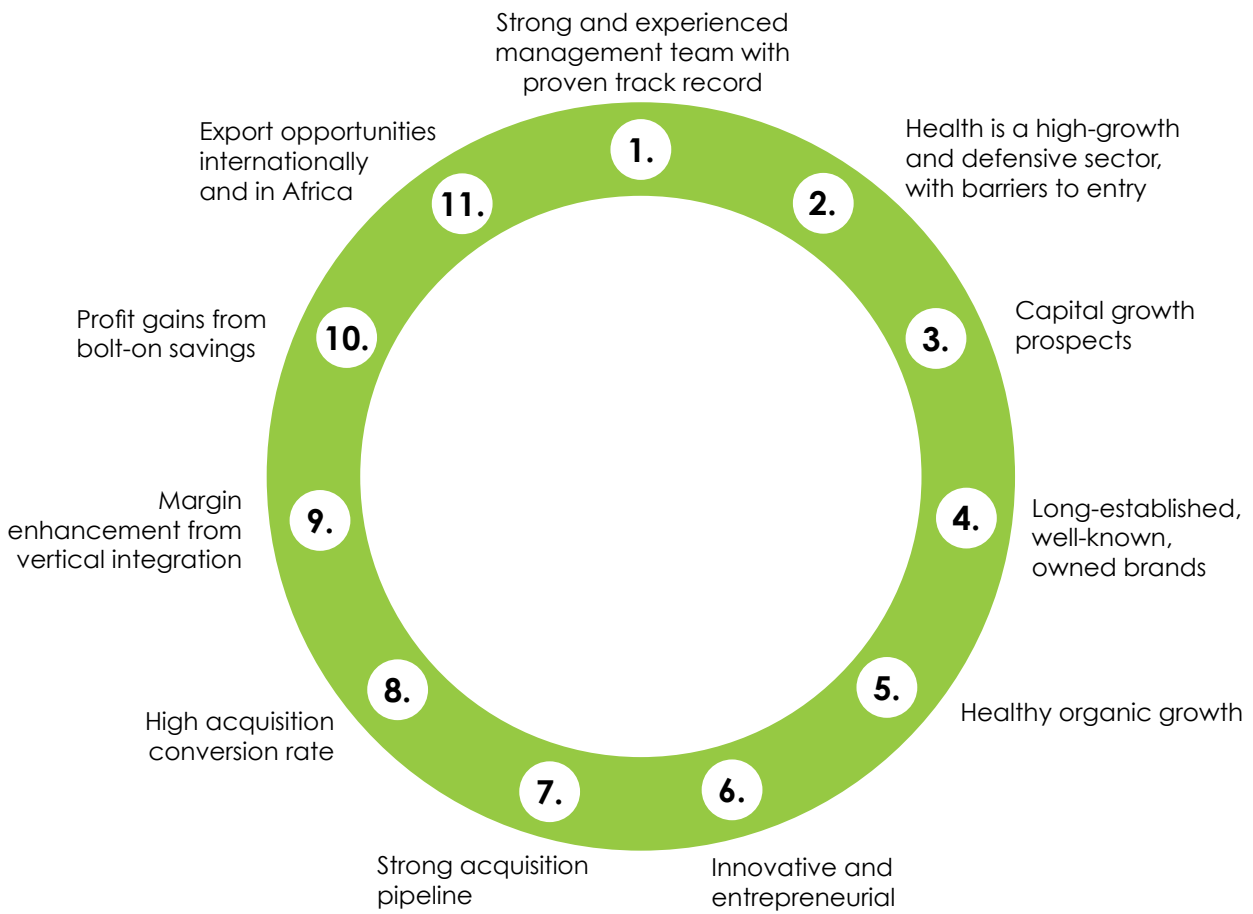 1.
Strong and experienced
management team with
proven track record
2.
Health is a high-growth
and defensive sector,
with barriers to entry
3.
Capital growth
prospects
4.
Long-established,
well-known,
owned brands
5.
Healthy organic growth
6.
Innovative and
entrepreneurial
7.
Strong acquisition
pipeline
8.
High acquisition
conversion rate
9.
Margin
enhancement from
vertical integration
10.
Profit gains from
bolt-on savings
11.
Export opportunities
internationally
and in Africa